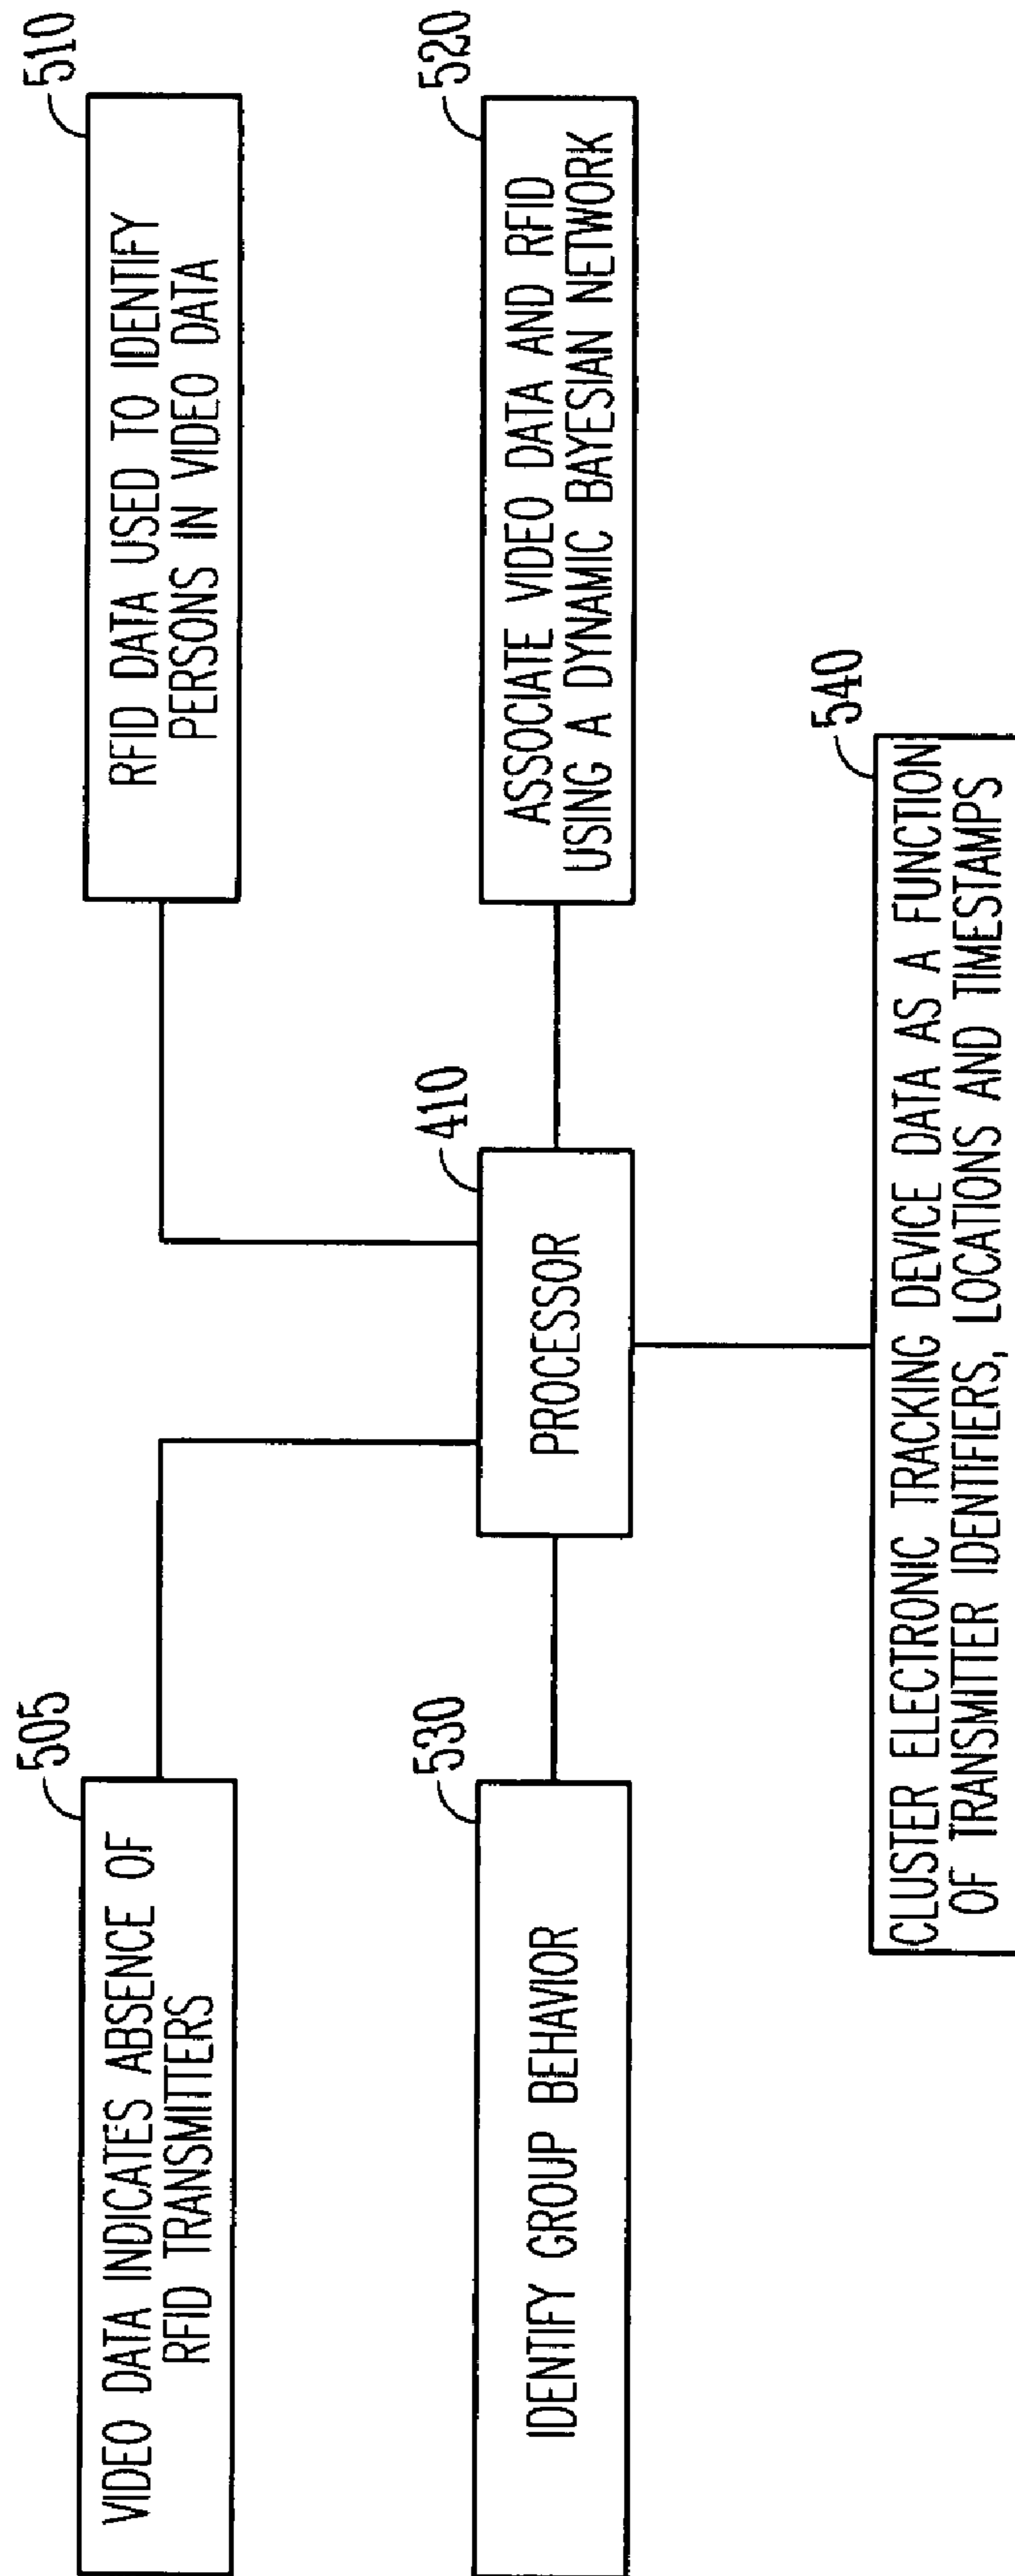 505
VIDEO DATA INDICATES ABSENCE OF
RFID TRANSMITTERS
510
RFID DATA USED TO IDENTIFY
PERSONS IN VIDEO DATA
530
IDENTIFY GROUP BEHAVIOR
410
PROCESSOR
520
ASSOCIATE VIDEO DATA AND RFID
USING A DYNAMIC BAYESIAN NETWORK
540
CLUSTER ELECTRONIC TRACKING DEVICE DATA AS A FUNCTION
OF TRANSMITTER IDENTIFIERS, LOCATIONS AND TIMESTAMPS